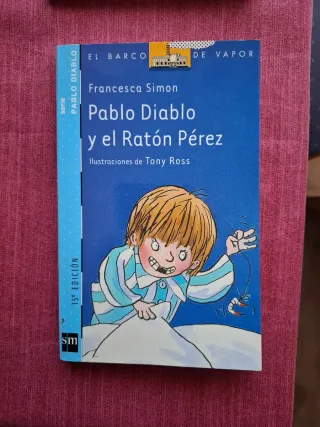 EL BARCO DE VAPOR
Francesca Simon
Pablo Diablo
y el Ratón Pérez
Ilustraciones de Tony Ross
serie
PABLO DIABLO
15ª EDICIÓN
sm